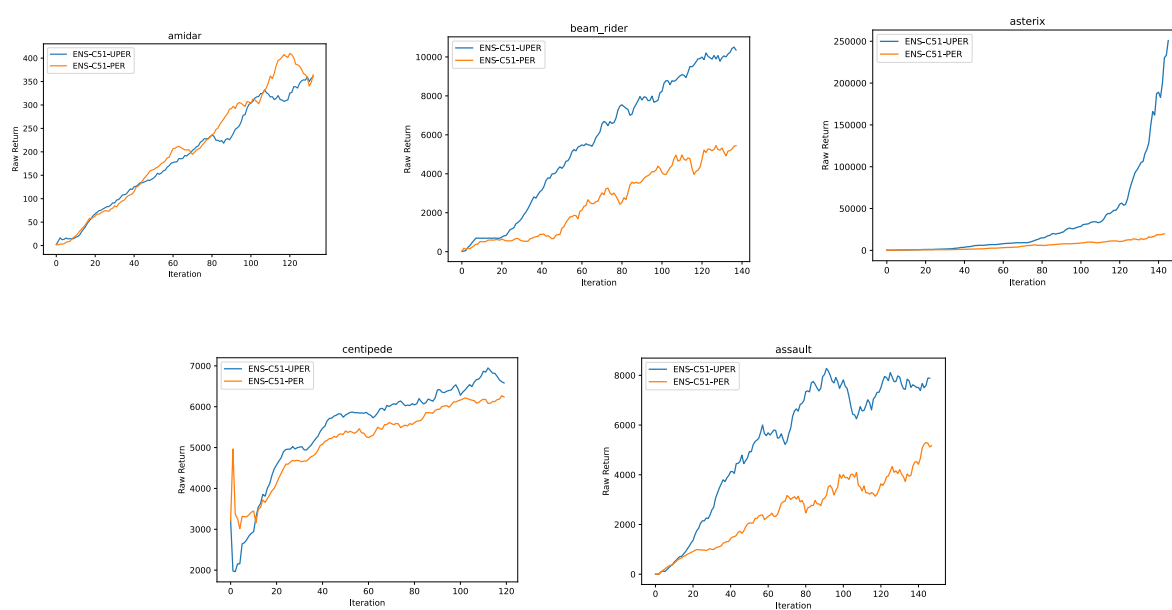 amidar
ENS-C51-UPER
ENS-C51-PER
400
350
300
250
200
150
100
50
0
Raw Return
0 20 40 60 80 100 120
Iteration
beam_rider
ENS-C51-UPER
ENS-C51-PER
10000
8000
6000
4000
2000
0
Raw Return
0 20 40 60 80 100 120 140
Iteration
asterix
ENS-C51-UPER
ENS-C51-PER
250000
200000
150000
100000
50000
0
Raw Return
0 20 40 60 80 100 120 140
Iteration
centipede
ENS-C51-UPER
ENS-C51-PER
7000
6000
5000
4000
3000
2000
Raw Return
0 20 40 60 80 100 120
Iteration
assault
ENS-C51-UPER
ENS-C51-PER
8000
6000
4000
2000
0
Raw Return
0 20 40 60 80 100 120 140
Iteration